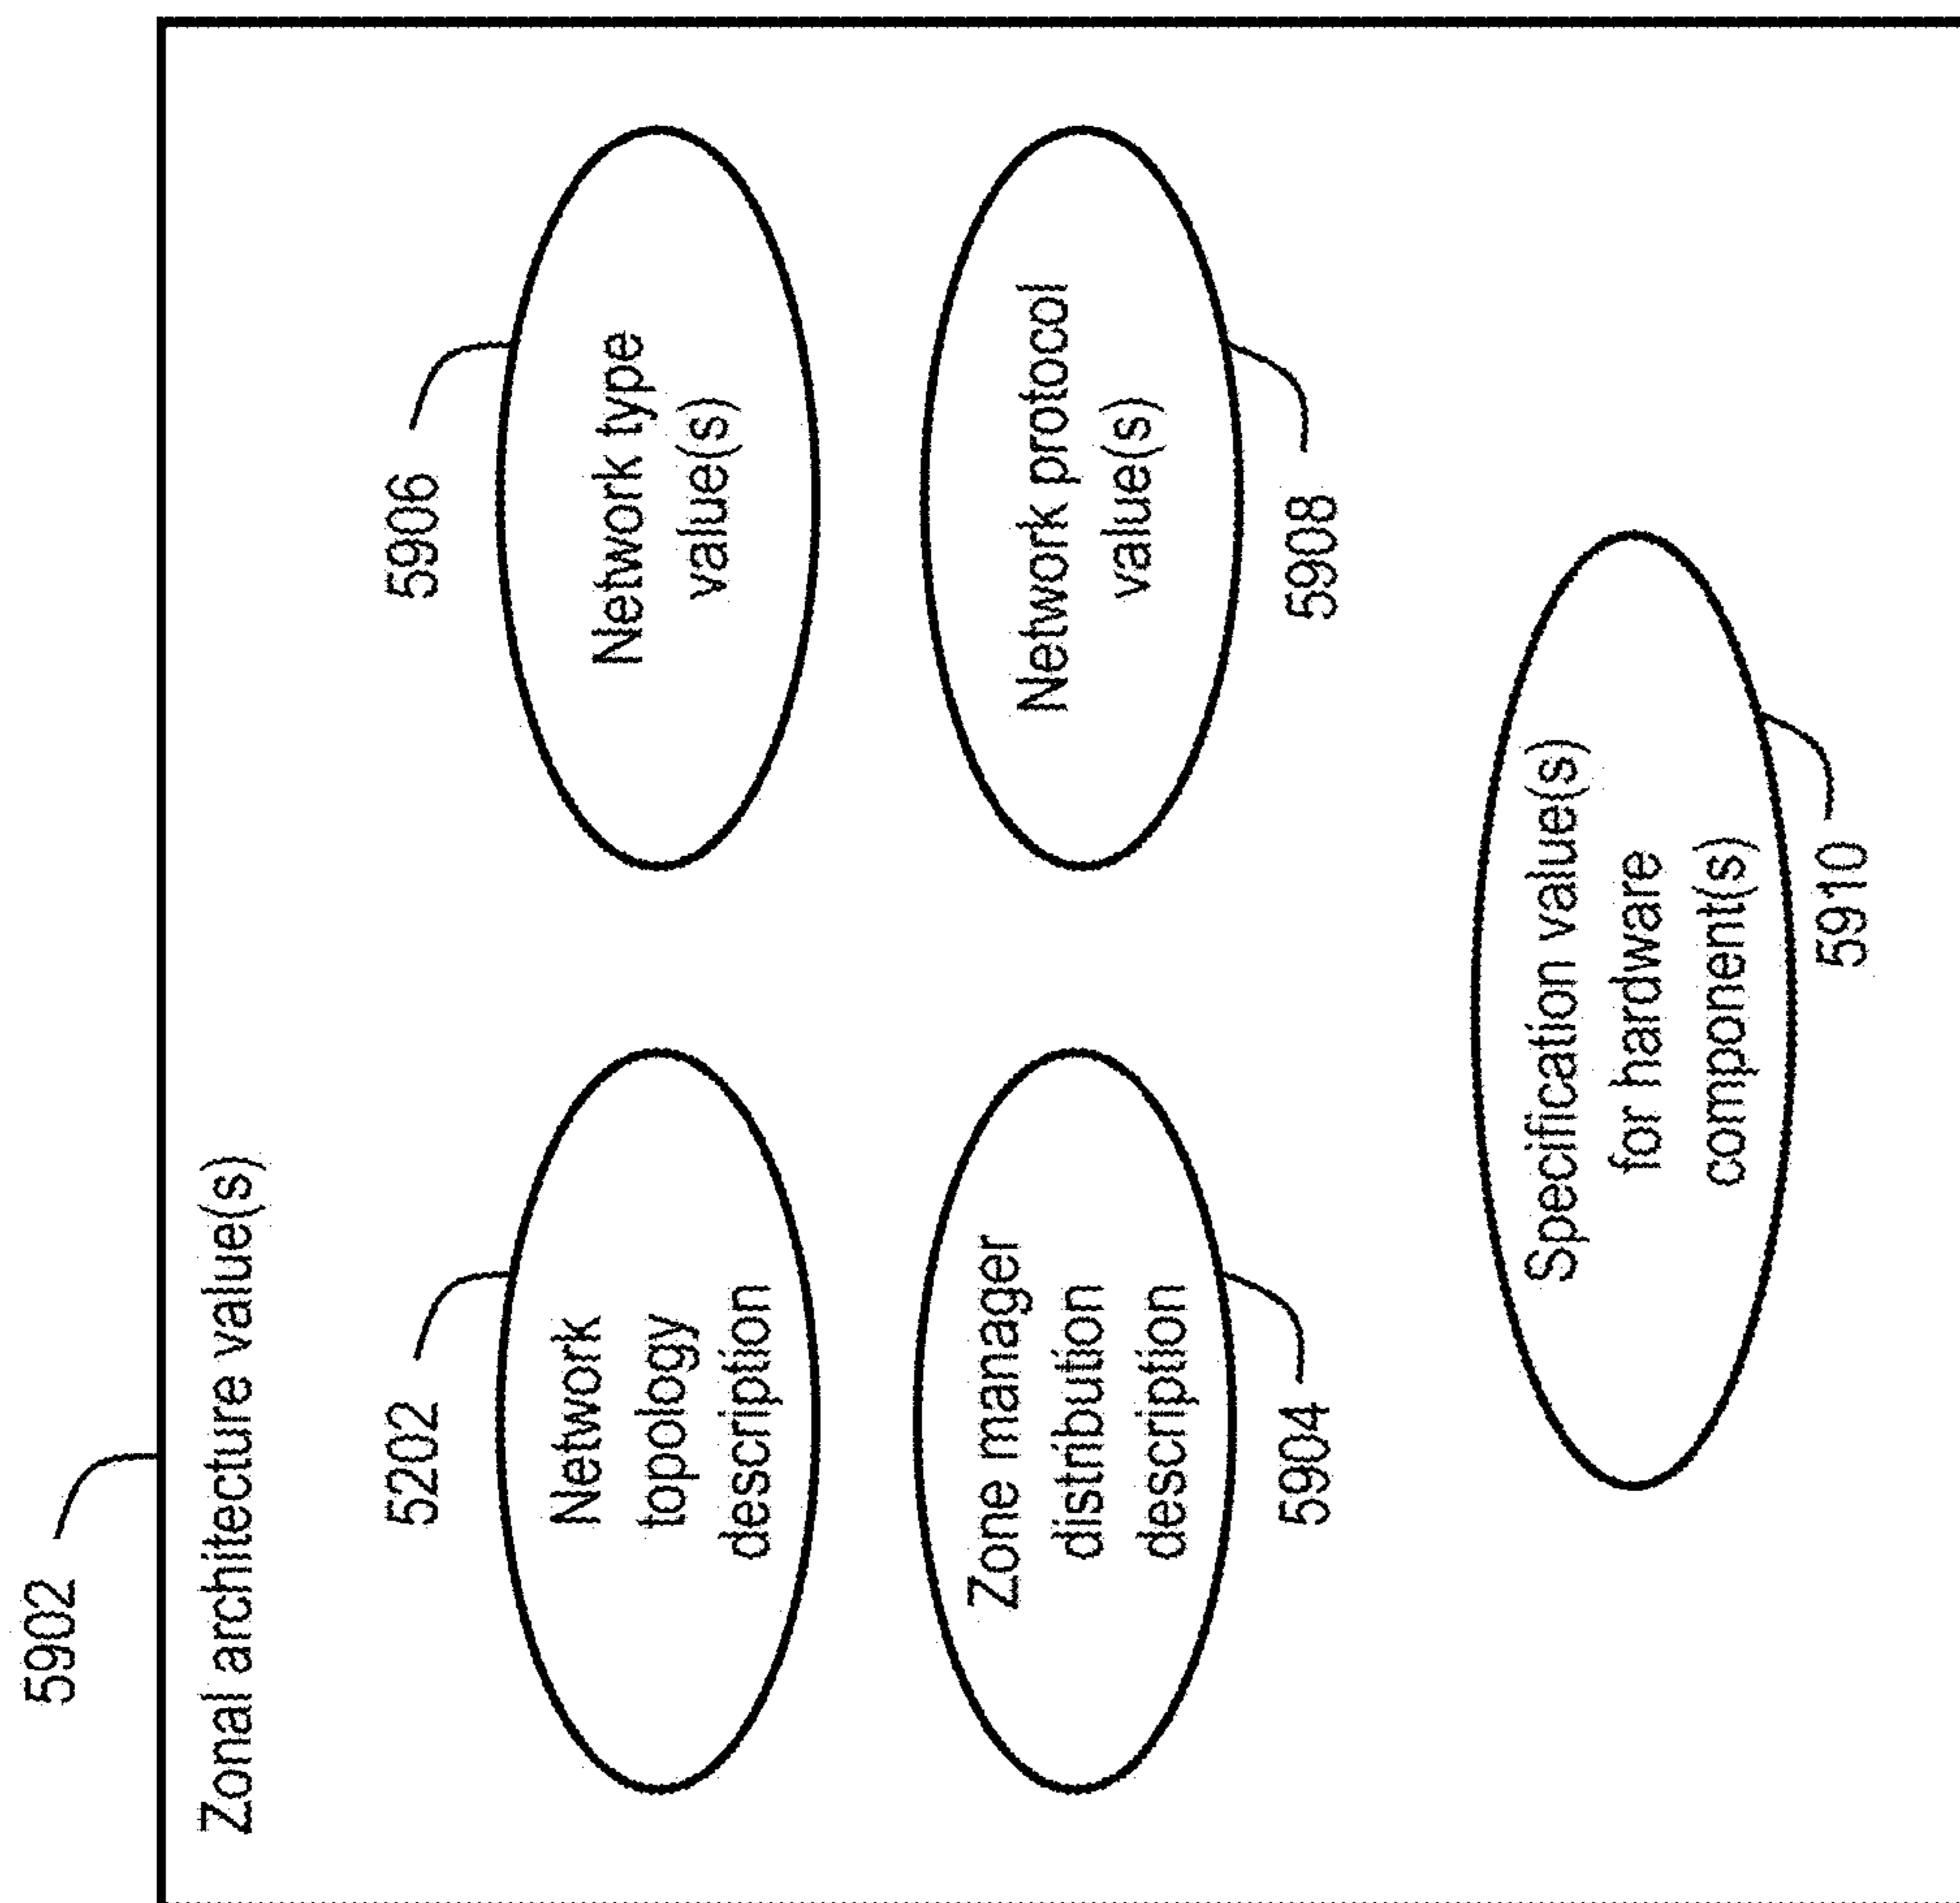 5902
Zonal architecture value(s)
5202
Network
topology
description
5906
Network type
value(s)
Zone manager
distribution
description
5904
Network protocol
value(s)
5908
Specification value(s)
for hardware
component(s)
5910